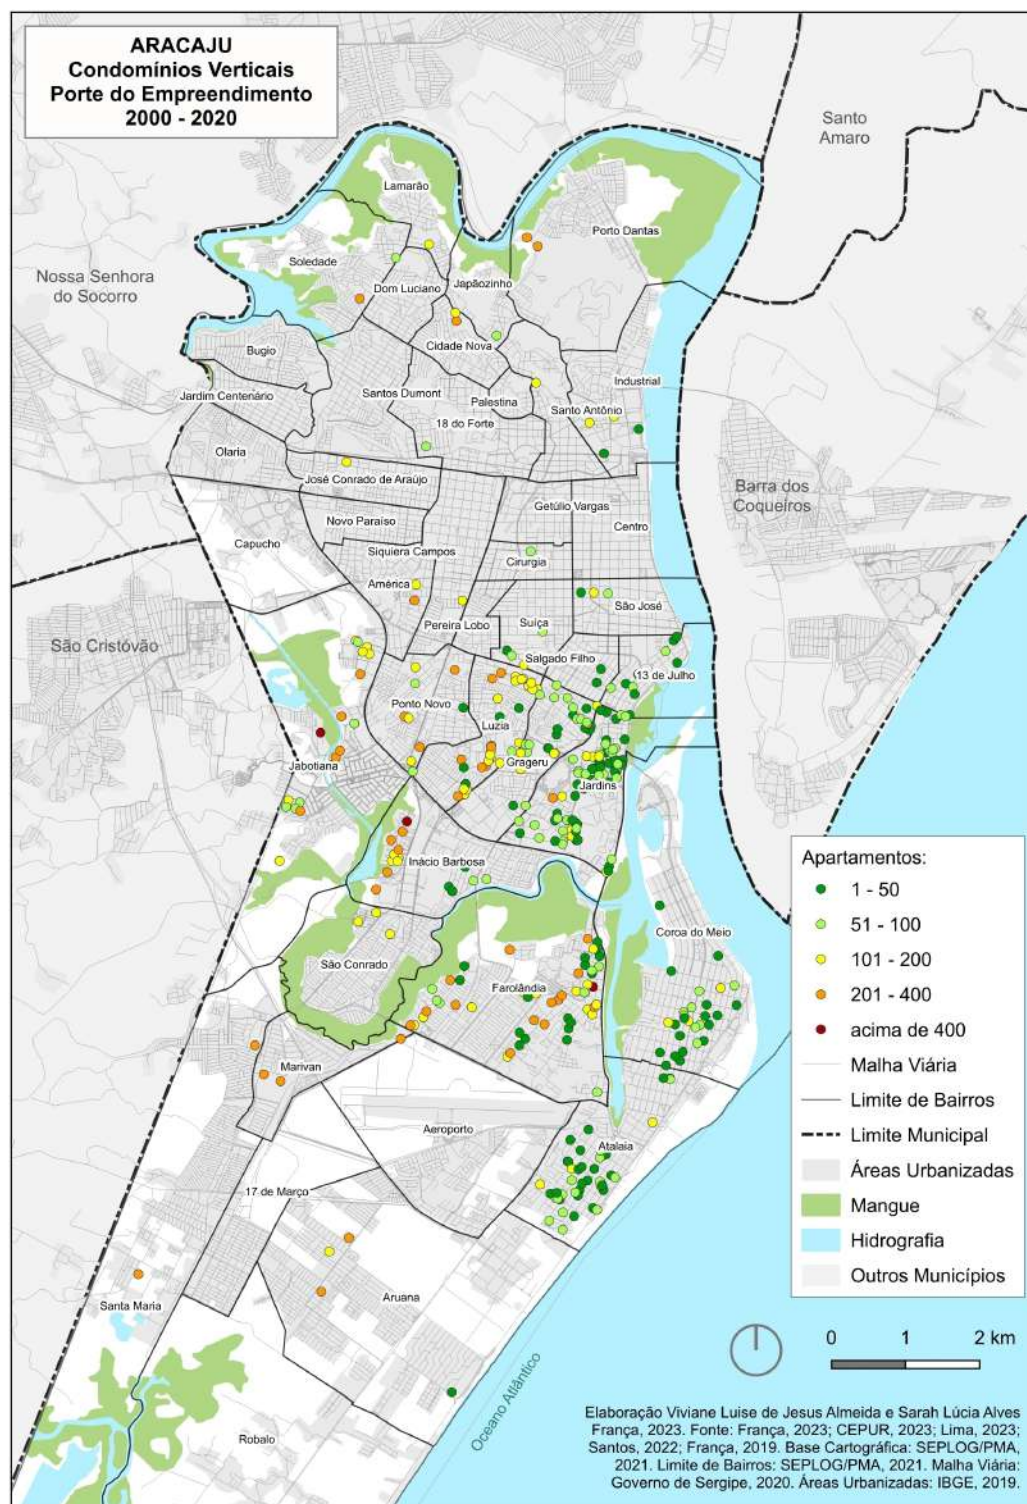 ARACAJU
Condomínios Verticais
Porte do Empreendimento
2000 - 2020
Santo
Amaro
Lamarão
Porto Dantas
Soledade
Nossa Senhora
do Socorro
Dom Luciano
Japãozinho
Cidade Nova
Bugio
Industrial
Jardim Centenário
Santos Dumont
Palestina
Santo Antônio
18 do Forte
Olaria
José Conrado de Araújo
Barra dos
Coqueiros
Getúlio Vargas
Novo Paraíso
Centro
Capucho
Siquiera Campos
Cirurgia
América
São José
Pereira Lobo
Suiça
São Cristóvão
Salgado Filho
13 de Julho
Ponto Novo
Luzia
Jabotiana
Grageru
Jardins
Inácio Barbosa
Coroa do Meio
São Conrado
Farolândia
Marivan
Aeroporto
Atalaia
17 de Março
Aruana
Santa Maria
Robalo
Oceano Atlântico
Apartamentos:
1 - 50
51 - 100
101 - 200
201 - 400
acima de 400
Malha Viária
Limite de Bairros
Limite Municipal
Áreas Urbanizadas
Mangue
Hidrografia
Outros Municípios
0 1 2 km
Elaboração Viviane Luise de Jesus Almeida e Sarah Lúcia Alves
França, 2023. Fonte: França, 2023; CEPUR, 2023; Lima, 2023;
Santos, 2022; França, 2019. Base Cartográfica: SEPLOG/PMA,
2021. Limite de Bairros: SEPLOG/PMA, 2021. Malha Viária:
Governo de Sergipe, 2020. Áreas Urbanizadas: IBGE, 2019.